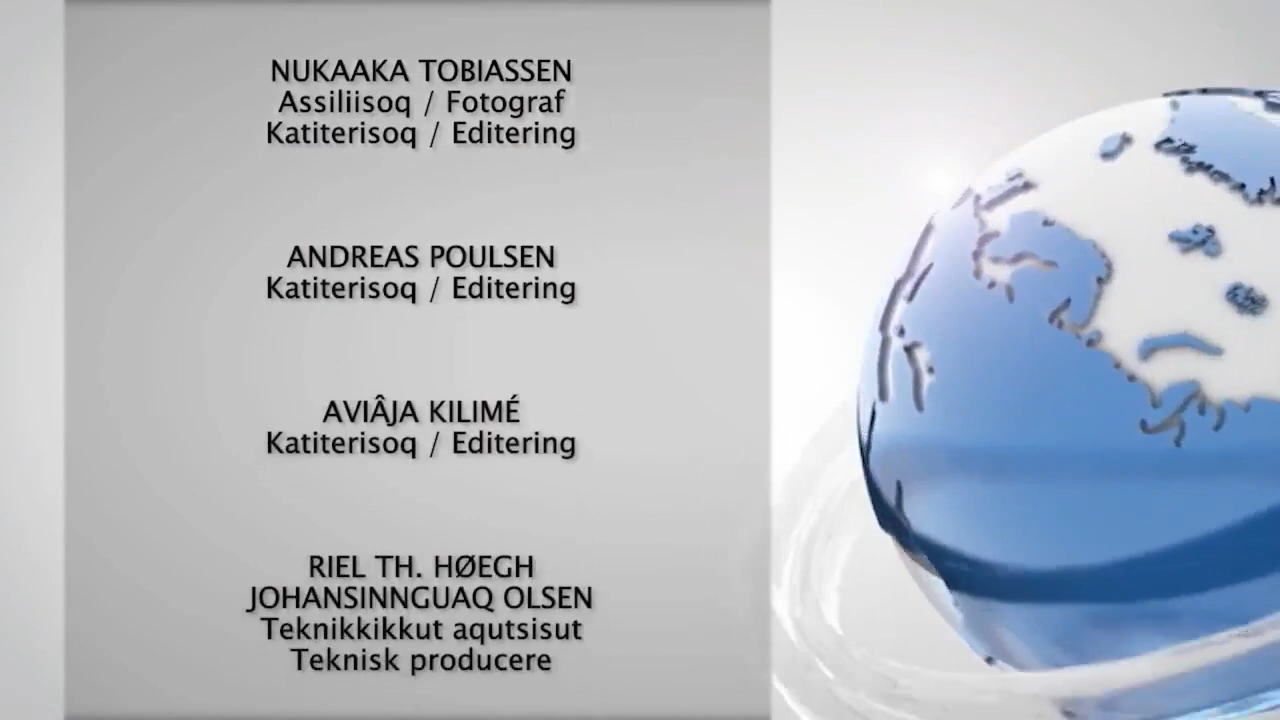 NUKAAKA TOBIASSEN
Assiliisoq / Fotograf
Katiterisoq / Editering
ANDREAS POULSEN
Katiterisoq / Editering
AVIÂJA KILIMÉ
Katiterisoq / Editering
RIEL TH. HØEGH
JOHANSINNGUAQ OLSEN
Teknikkikkut aqutsisut
Teknisk producere